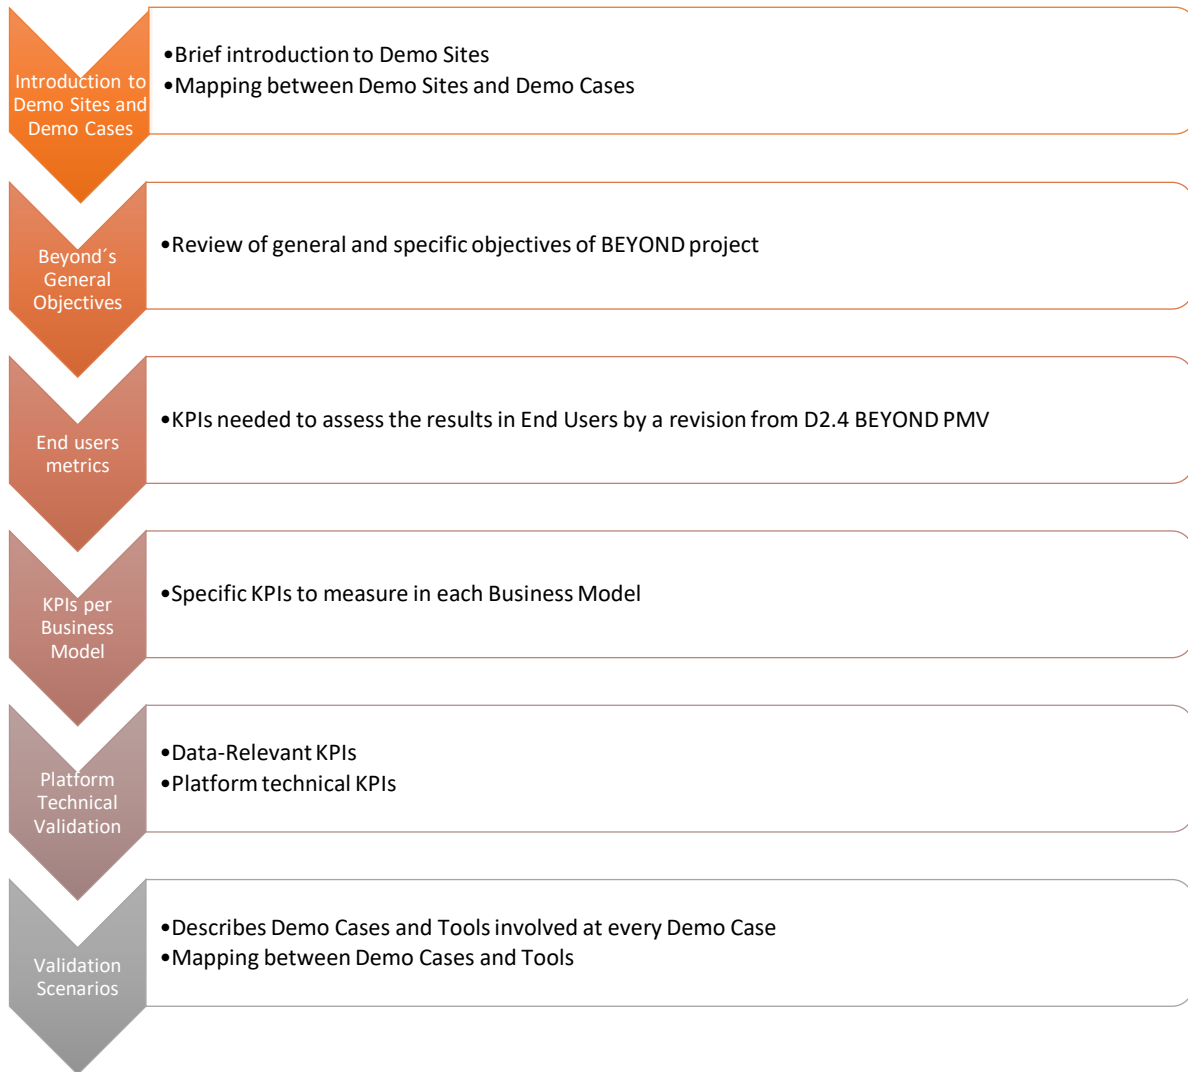 Introduction to
Demo Sites and
Demo Cases
•Brief introduction to Demo Sites
•Mapping between Demo Sites and Demo Cases
Beyond´s
General
Objectives
•Review of general and specific objectives of BEYOND project
End users
metrics
•KPIs needed to assess the results in End Users by a revision from D2.4 BEYOND PMV
KPIs per
Business
Model
•Specific KPIs to measure in each Business Model
Platform
Technical
Validation
•Data-Relevant KPIs
•Platform technical KPIs
Validation
Scenarios
•Describes Demo Cases and Tools involved at every Demo Case
•Mapping between Demo Cases and Tools